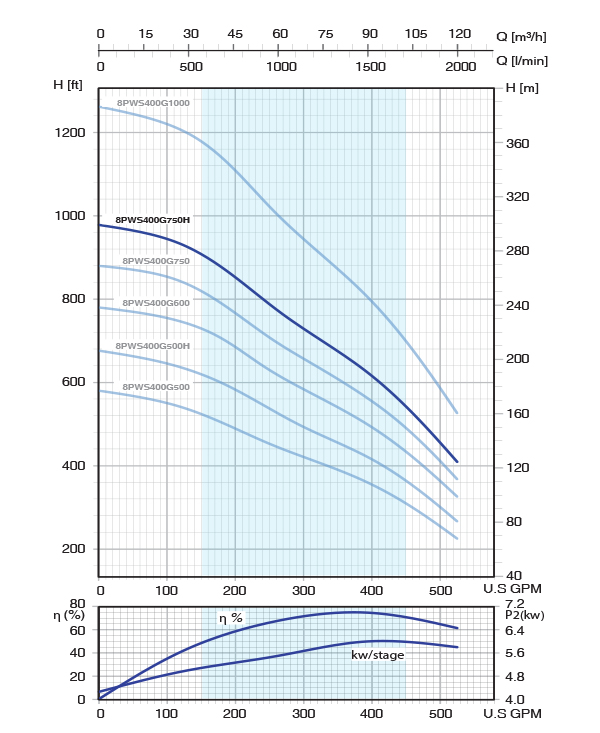 0 15 30 45 60 75 90 105 120 Q [m³/h]
0 500 1000 1500 2000 Q [l/min]
H [ft] H [m]
8PWS400G1000
1200 360
320
1000 8PWS400G750H
280
8PWS400G750
800 8PWS400G600 240
8PWS400G500H 200
600 8PWS400G500
160
400 120
80
200
40
0 100 200 300 400 500 U.S GPM
80 7.2
η (%) η % P2(kw)
60 6.4
40 kw/stage 5.6
20 4.8
0 4.0
0 100 200 300 400 500 U.S GPM